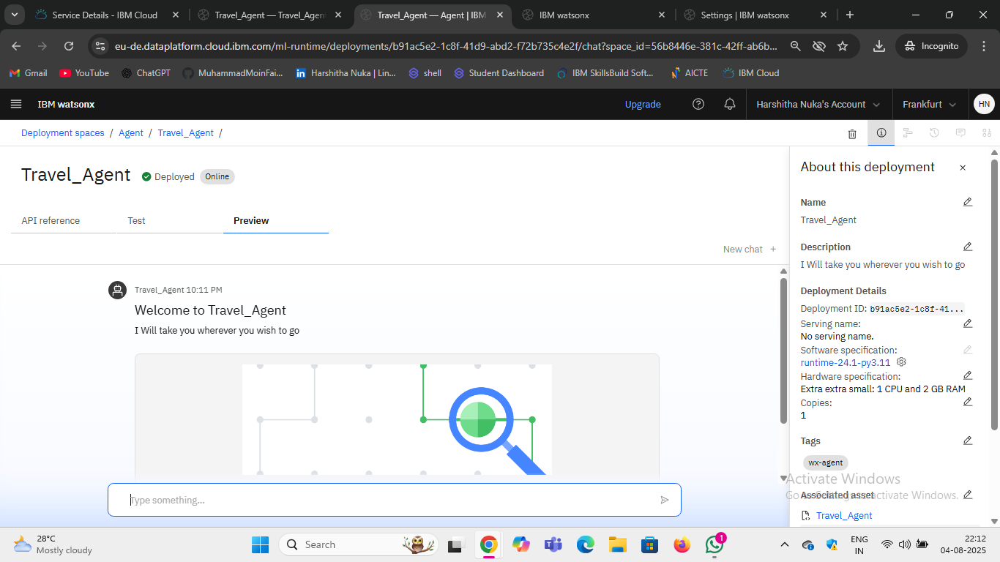 Service Details - IBM Cloud
Travel_Agent — Travel_Agent
Travel_Agent — Agent | IBM
IBM watsonx
Settings | IBM watsonx
eu-de.dataplatform.cloud.ibm.com/ml-runtime/deployments/b91ac5e2-1c8f-41d9-abd2-f72b735c4e2f/chat?space_id=56b8446e-381c-42ff-ab6b...
Incognito
Gmail
YouTube
ChatGPT
MuhammadMoinFai...
Harshitha Nuka | Lin...
shell
Student Dashboard
IBM SkillsBuild Soft...
AICTE
IBM Cloud
IBM watsonx
Upgrade
Harshitha Nuka's Account
Frankfurt
HN
Deployment spaces / Agent / Travel_Agent /
Travel_Agent
Deployed
Online
API reference
Test
Preview
New chat +
Travel_Agent 10:11 PM
Welcome to Travel_Agent
I Will take you wherever you wish to go
Type something...
About this deployment
Name
Travel_Agent
Description
I Will take you wherever you wish to go
Deployment Details
Deployment ID: b91ac5e2-1c8f-41...
Serving name:
No serving name.
Software specification:
runtime-24.1-py3.11
Hardware specification:
Extra extra small: 1 CPU and 2 GB RAM
Copies:
1
Tags
wx-agent
Activate Windows
Go to Settings to activate Windows.
Associated asset
Travel_Agent
28°C
Mostly cloudy
Search
1
ENG
IN
22:12
04-08-2025